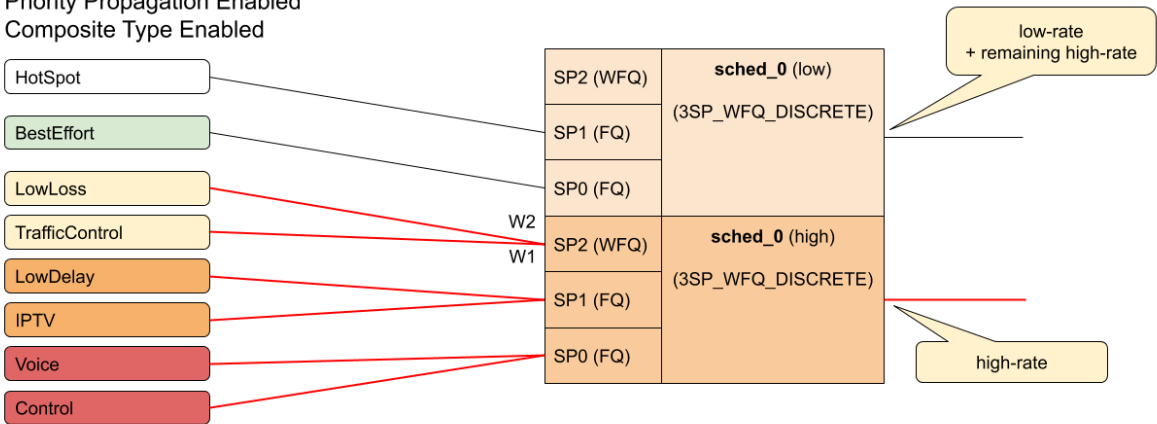 Priority Propagation Enabled
Composite Type Enabled
HotSpot
BestEffort
LowLoss
TrafficControl
LowDelay
IPTV
Voice
Control
W2
W1
SP2 (WFQ)
SP1 (FQ)
SP0 (FQ)
sched_0 (low)
(3SP_WFQ_DISCRETE)
SP2 (WFQ)
SP1 (FQ)
SP0 (FQ)
sched_0 (high)
(3SP_WFQ_DISCRETE)
low-rate
+ remaining high-rate
high-rate